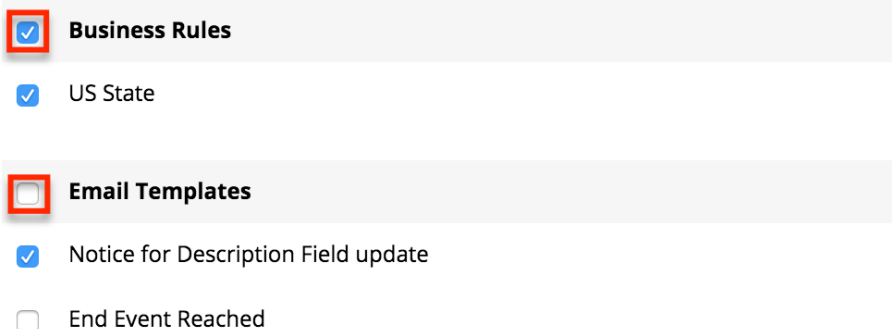 Business Rules
US State
Email Templates
Notice for Description Field update
End Event Reached